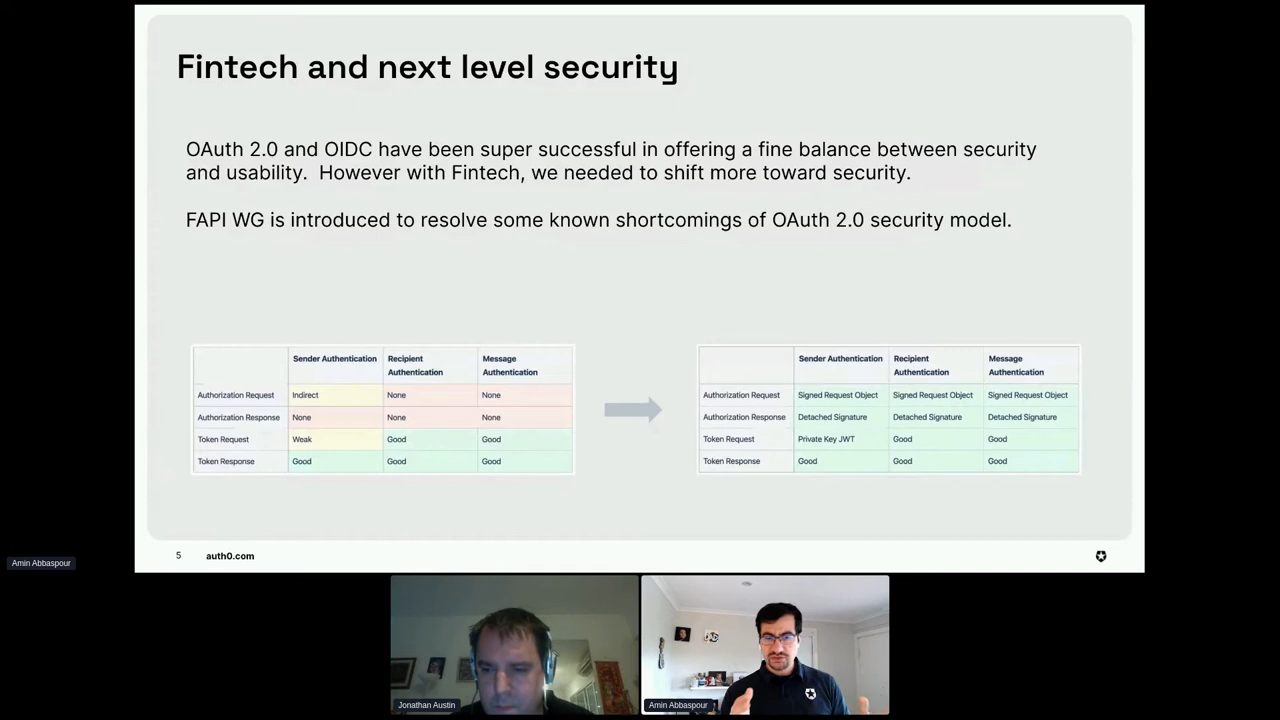 Fintech and next level security
OAuth 2.0 and OIDC have been super successful in offering a fine balance between security
and usability.  However with Fintech, we needed to shift more toward security.
FAPI WG is introduced to resolve some known shortcomings of OAuth 2.0 security model.
Sender Authentication Recipient Authentication Message Authentication
Authorization Request Indirect None None
Authorization Response None None None
Token Request Weak Good Good
Token Response Good Good Good
Sender Authentication Recipient Authentication Message Authentication
Authorization Request Signed Request Object Signed Request Object Signed Request Object
Authorization Response Detached Signature Detached Signature Detached Signature
Token Request Private Key JWT Good Good
Token Response Good Good Good
5 auth0.com
Amin Abbaspour
Jonathan Austin
Amin Abbaspour